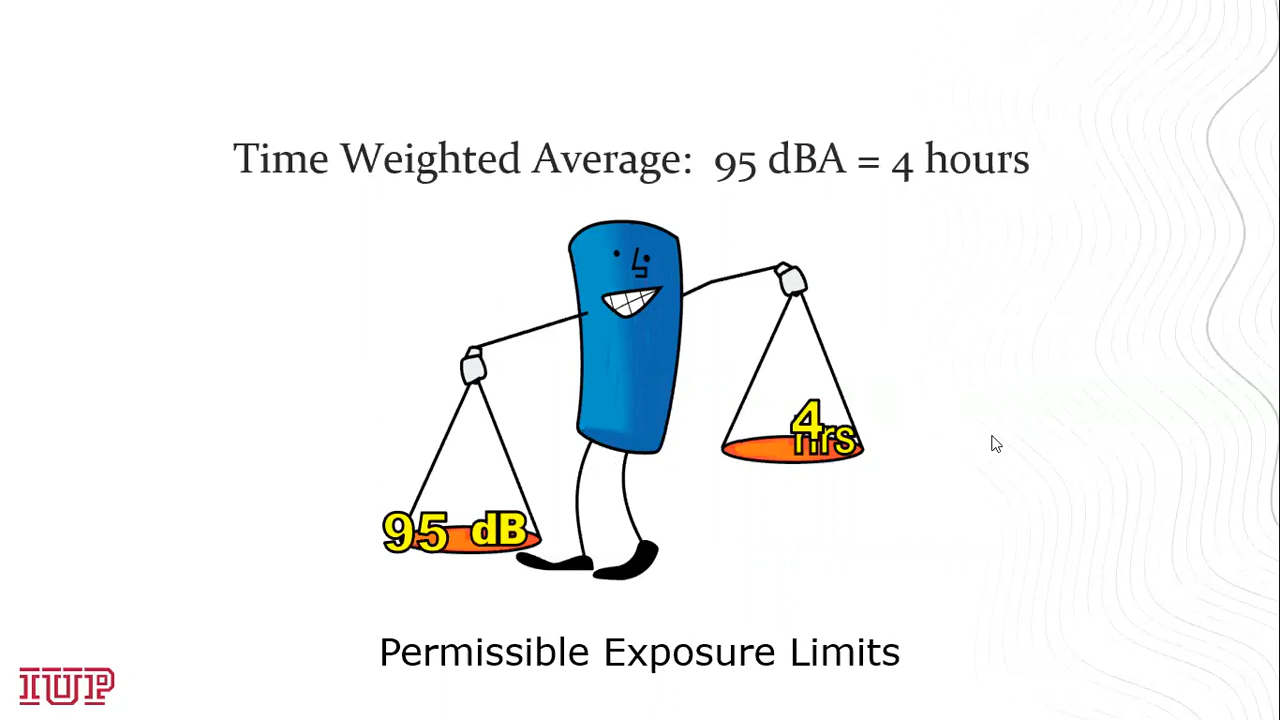 Time Weighted Average: 95 dBA = 4 hours
4
hrs
95 dB
Permissible Exposure Limits
IUP